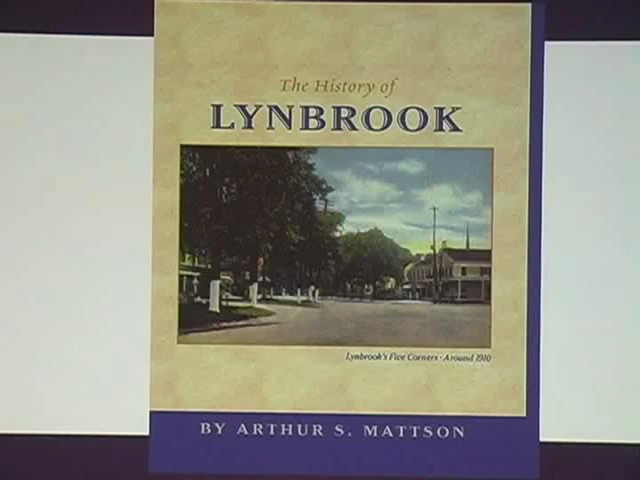 The History of
LYNBROOK
Lynbrook's Five Corners - Around 1910
BY ARTHUR S. MATTSON